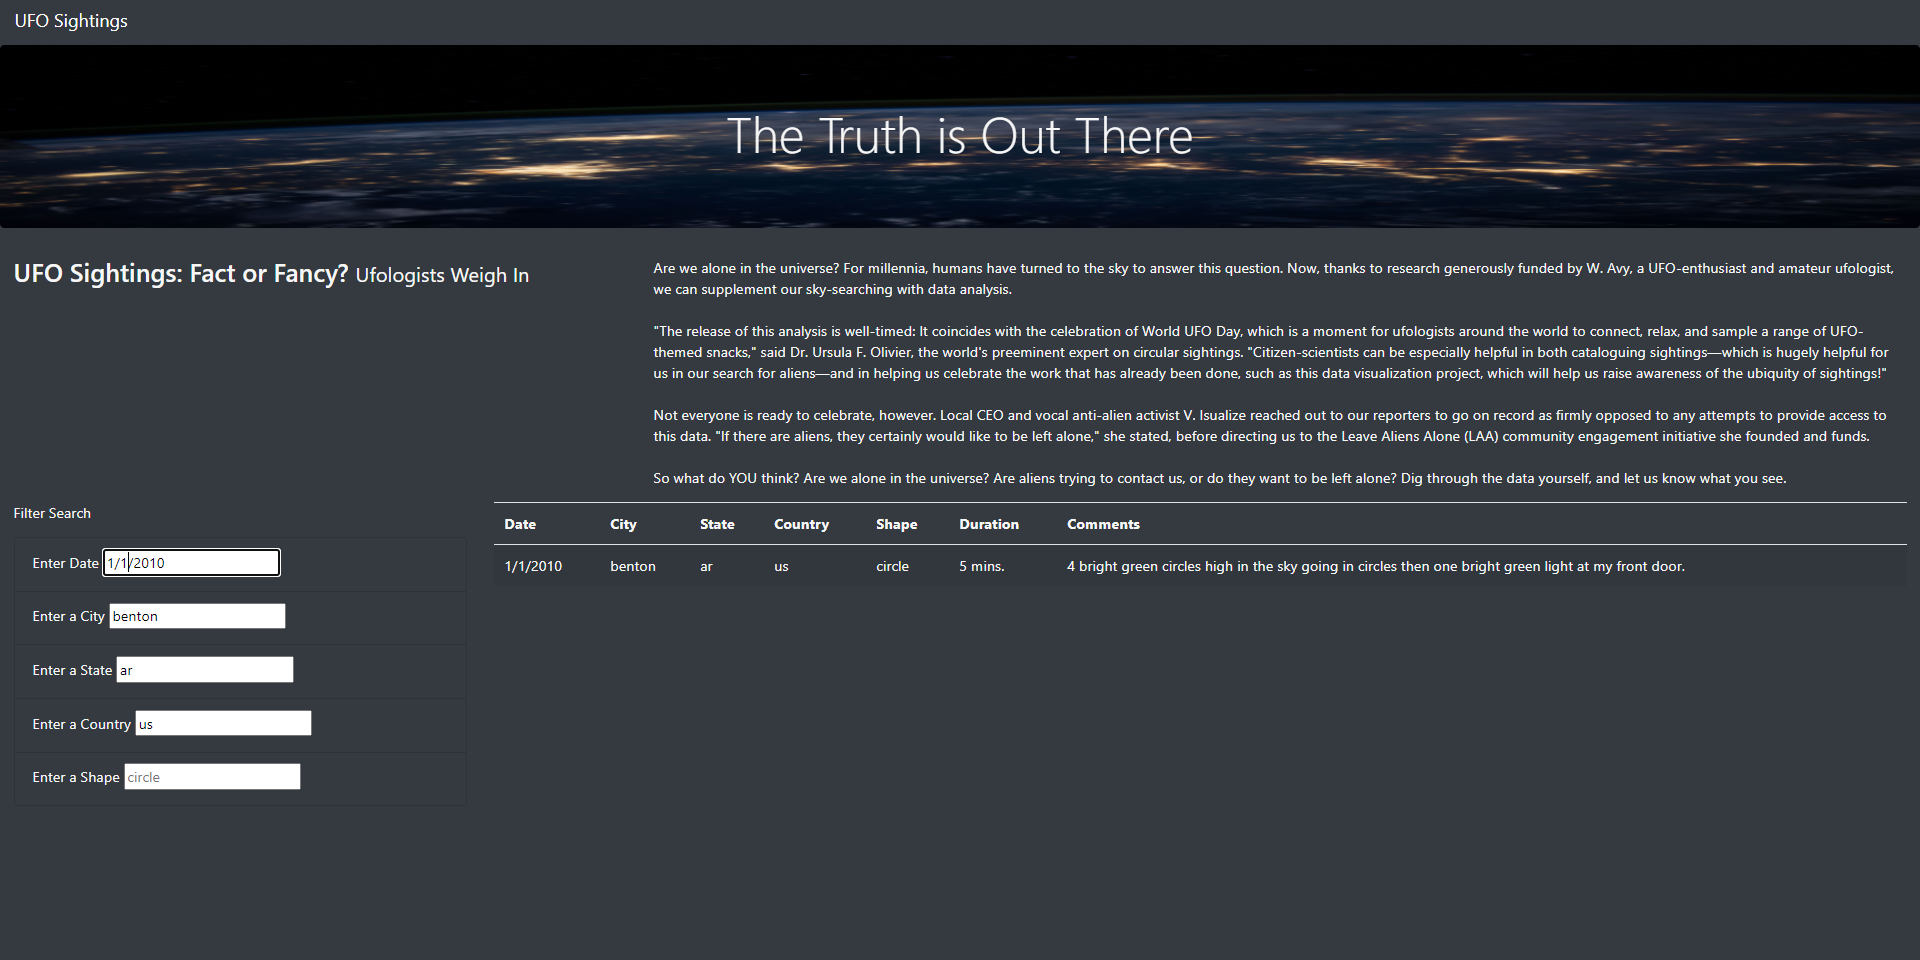 UFO Sightings
The Truth is Out There
UFO Sightings: Fact or Fancy? Ufologists Weigh In
Are we alone in the universe? For millennia, humans have turned to the sky to answer this question. Now, thanks to research generously funded by W. Avy, a UFO-enthusiast and amateur ufologist,
we can supplement our sky-searching with data analysis.
"The release of this analysis is well-timed: It coincides with the celebration of World UFO Day, which is a moment for ufologists around the world to connect, relax, and sample a range of UFO-
themed snacks," said Dr. Ursula F. Olivier, the world's preeminent expert on circular sightings. "Citizen-scientists can be especially helpful in both cataloguing sightings—which is hugely helpful for
us in our search for aliens—and in helping us celebrate the work that has already been done, such as this data visualization project, which will help us raise awareness of the ubiquity of sightings!"
Not everyone is ready to celebrate, however. Local CEO and vocal anti-alien activist V. Isualize reached out to our reporters to go on record as firmly opposed to any attempts to provide access to
this data. "If there are aliens, they certainly would like to be left alone," she stated, before directing us to the Leave Aliens Alone (LAA) community engagement initiative she founded and funds.
So what do YOU think? Are we alone in the universe? Are aliens trying to contact us, or do they want to be left alone? Dig through the data yourself, and let us know what you see.
Filter Search
Enter Date 1/1/2010
Enter a City benton
Enter a State ar
Enter a Country us
Enter a Shape circle
Date City State Country Shape Duration Comments
1/1/2010 benton ar us circle 5 mins. 4 bright green circles high in the sky going in circles then one bright green light at my front door.